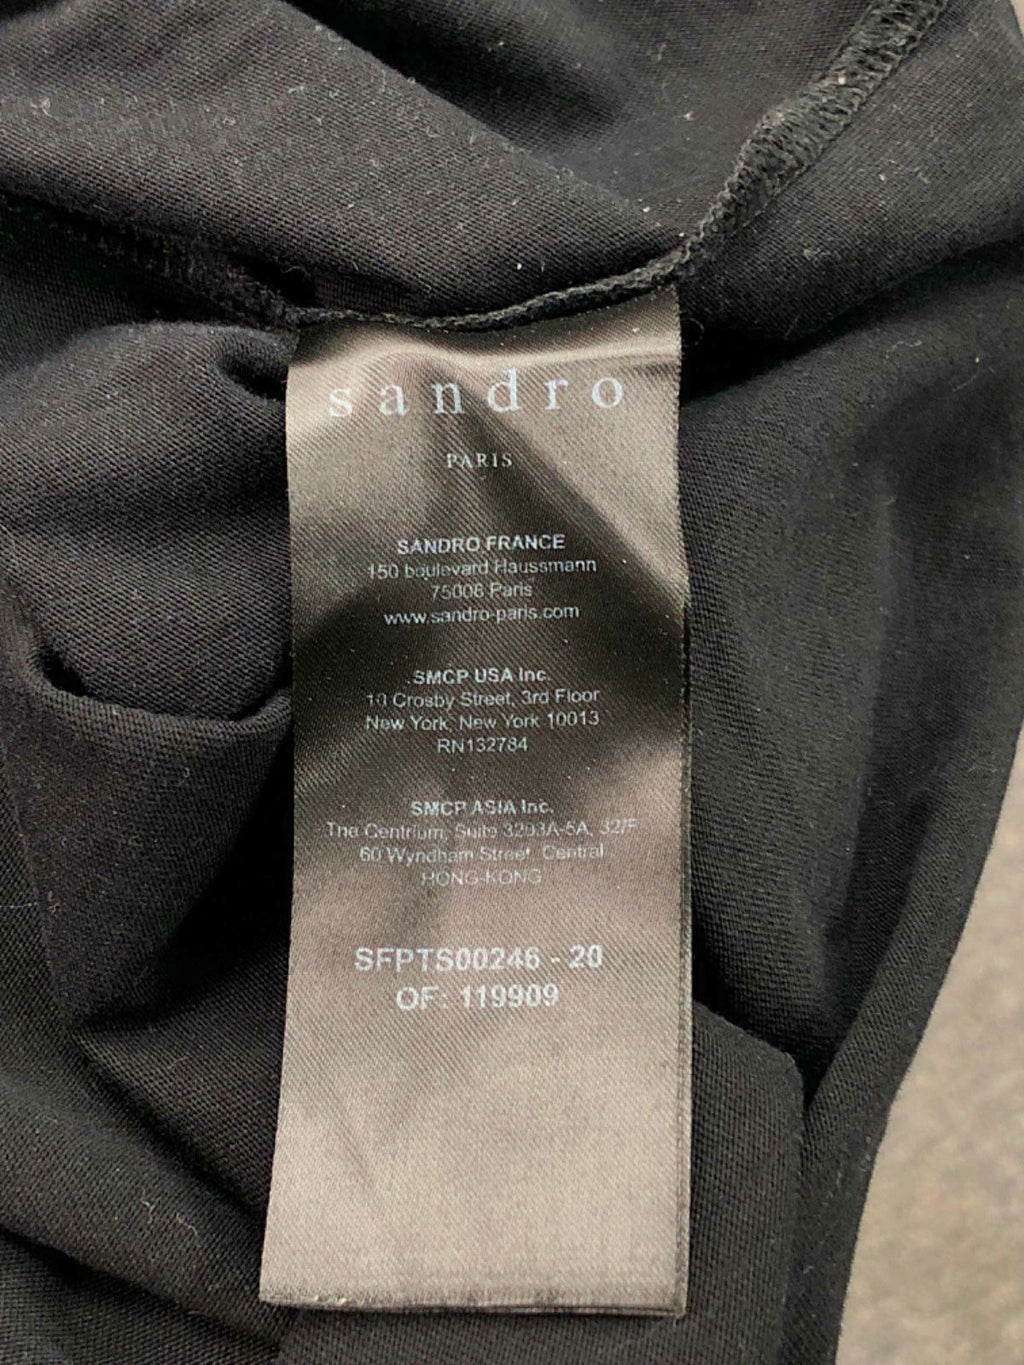 sandro
PARIS
SANDRO FRANCE
150 boulevard Haussmann
75008 Paris
www.sandro-paris.com
SMCP USA Inc.
10 Crosby Street, 3rd Floor
New York, New York 10013
RN132784
SMCP ASIA Inc.
The Centrium, Suite 3203A-5A, 32/F
60 Wyndham Street, Central
HONG-KONG
SFPTS00246 - 20
OF: 119909